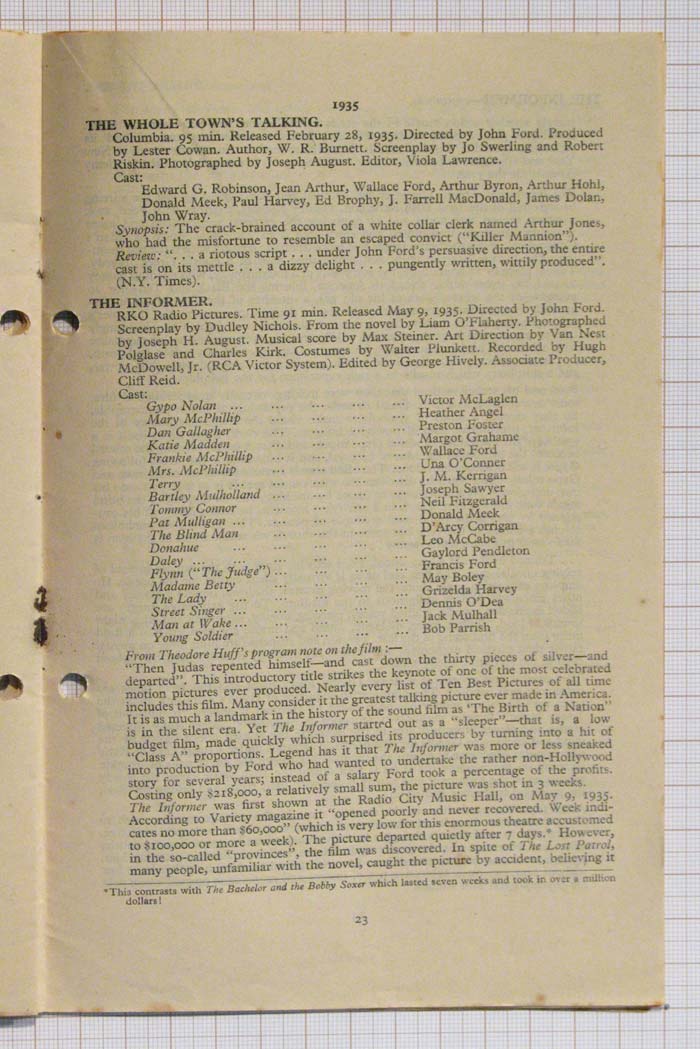 1935
THE WHOLE TOWN'S TALKING.
Columbia. 95 min. Released February 28, 1935. Directed by John Ford. Produced
by Lester Cowan. Author, W. R. Burnett. Screenplay by Jo Swerling and Robert
Riskin. Photographed by Joseph August. Editor, Viola Lawrence.
Cast:
Edward G. Robinson, Jean Arthur, Wallace Ford, Arthur Byron, Arthur Hohl,
Donald Meek, Paul Harvey, Ed Brophy, J. Farrell MacDonald, James Dolan,
John Wray.
Synopsis: The crack-brained account of a white collar clerk named Arthur Jones,
who had the misfortune to resemble an escaped convict ("Killer Mannion").
Review: ". . . a riotous script . . . under John Ford's persuasive direction, the entire
cast is on its mettle . . . a dizzy delight . . . pungently written, wittily produced".
(N.Y. Times).
THE INFORMER.
RKO Radio Pictures. Time 91 min. Released May 9, 1935. Directed by John Ford.
Screenplay by Dudley Nichols. From the novel by Liam O'Flaherty. Photographed
by Joseph H. August. Musical score by Max Steiner. Art Direction by Van Nest
Polglase and Charles Kirk. Costumes by Walter Plunkett. Recorded by Hugh
McDowell, Jr. (RCA Victor System). Edited by George Hively. Associate Producer,
Cliff Reid.
Cast:
Gypo Nolan ... ... ... ... ... Victor McLaglen
Mary McPhillip ... ... ... ... Heather Angel
Dan Gallagher ... ... ... ... Preston Foster
Katie Madden ... ... ... ... Margot Grahame
Frankie McPhillip ... ... ... ... Wallace Ford
Mrs. McPhillip ... ... ... ... Una O'Conner
Terry ... ... ... ... ... J. M. Kerrigan
Bartley Mulholland ... ... ... ... Joseph Sawyer
Tommy Connor ... ... ... ... Neil Fitzgerald
Pat Mulligan ... ... ... ... ... Donald Meek
The Blind Man ... ... ... ... D'Arcy Corrigan
Donahue ... ... ... ... ... Leo McCabe
Daley ... ... ... ... ... ... Gaylord Pendleton
Flynn ("The Judge") ... ... ... ... Francis Ford
Madame Betty ... ... ... ... May Boley
The Lady ... ... ... ... ... Grizelda Harvey
Street Singer ... ... ... ... ... Dennis O'Dea
Man at Wake ... ... ... ... ... Jack Mulhall
Young Soldier ... ... ... ... Bob Parrish
From Theodore Huff's program note on the film :—
"Then Judas repented himself—and cast down the thirty pieces of silver—and
departed". This introductory title strikes the keynote of one of the most celebrated
motion pictures ever produced. Nearly every list of Ten Best Pictures of all time
includes this film. Many consider it the greatest talking picture ever made in America.
It is as much a landmark in the history of the sound film as 'The Birth of a Nation"
is in the silent era. Yet The Informer started out as a "sleeper"—that is, a low
budget film, made quickly which surprised its producers by turning into a hit of
"Class A" proportions. Legend has it that The Informer was more or less sneaked
into production by Ford who had wanted to undertake the rather non-Hollywood
story for several years; instead of a salary Ford took a percentage of the profits.
Costing only $218,000, a relatively small sum, the picture was shot in 3 weeks.
The Informer was first shown at the Radio City Music Hall, on May 9, 1935.
According to Variety magazine it "opened poorly and never recovered. Week indi-
cates no more than $60,000" (which is very low for this enormous theatre accustomed
to $100,000 or more a week). The picture departed quietly after 7 days.* However,
in the so-called "provinces", the film was discovered. In spite of The Lost Patrol,
many people, unfamiliar with the novel, caught the picture by accident, believing it
*This contrasts with The Bachelor and the Bobby Soxer which lasted seven weeks and took in over a million
dollars!
23